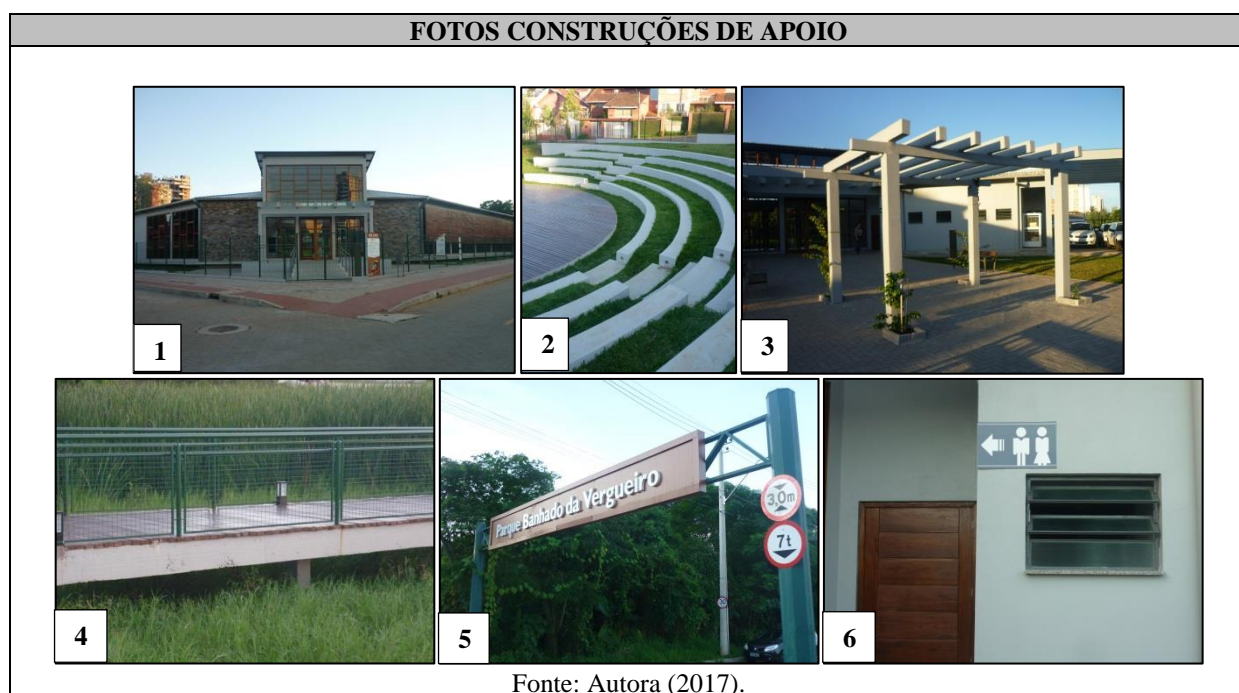 FOTOS CONSTRUÇÕES DE APOIO
1
2
3
4
Parque Banhado da Vergueiro
3,0m
7t
5
6
Fonte: Autora (2017).